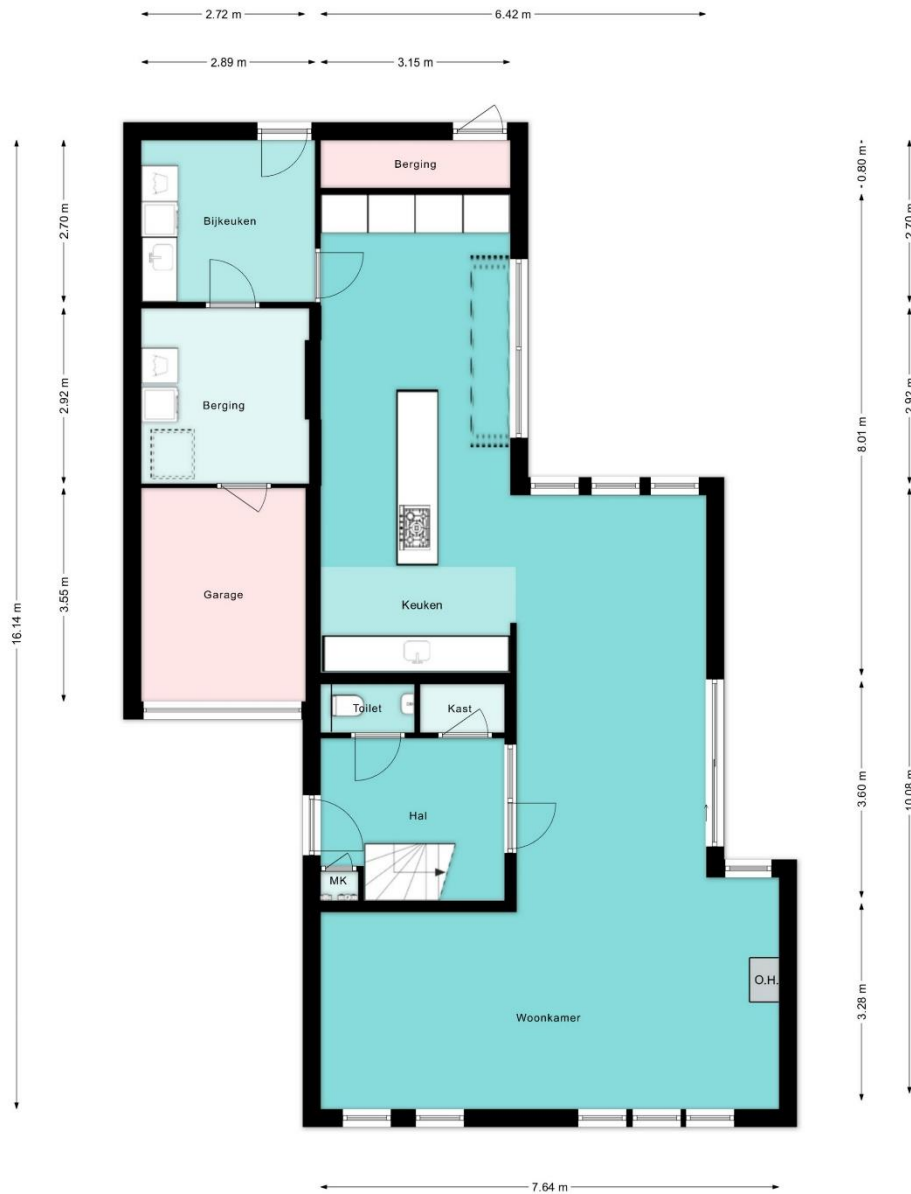 2.72 m
6.42 m
2.89 m
3.15 m
Berging
Bijkeuken
Berging
Garage
Keuken
Toilet
Kast
Hal
MK
O.H.
Woonkamer
16.14 m
2.70 m
2.92 m
3.55 m
0.80 m
8.01 m
3.60 m
3.28 m
2.70 m
2.92 m
10.08 m
7.64 m